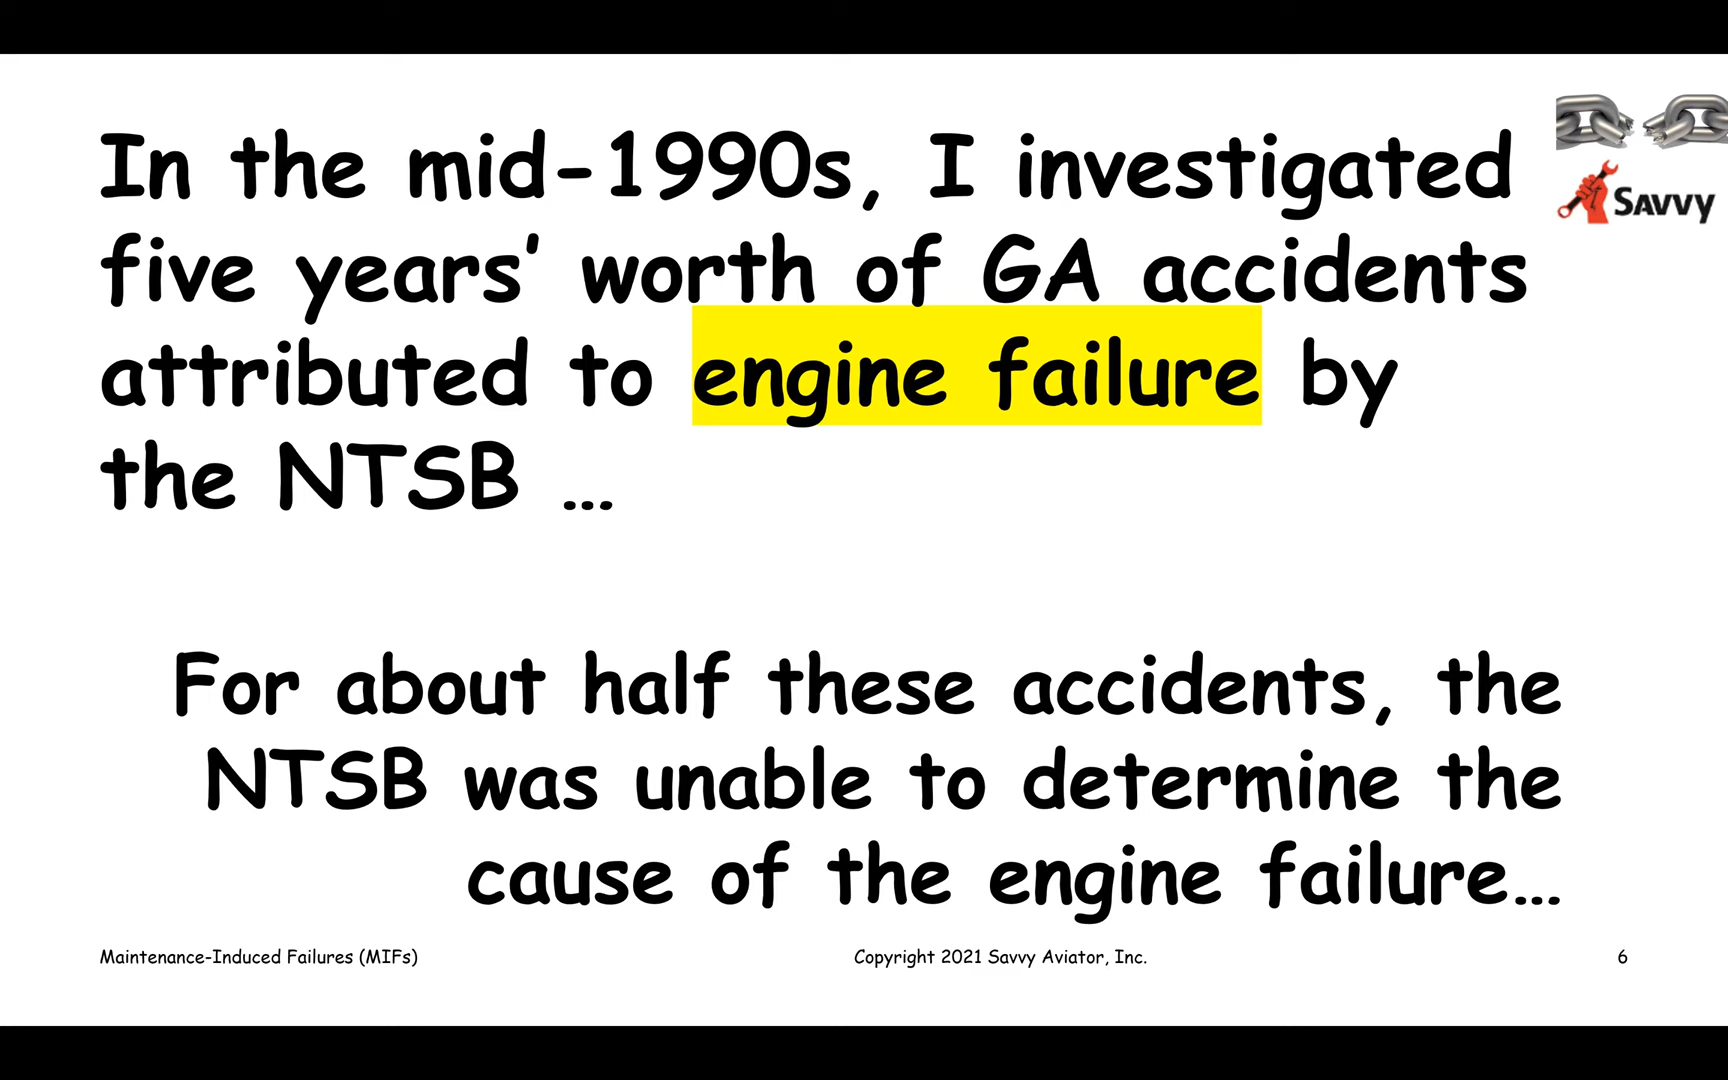 In the mid-1990s, I investigated
five years’ worth of GA accidents
attributed to engine failure by
the NTSB …
SAVVY
For about half these accidents, the
NTSB was unable to determine the
cause of the engine failure…
Maintenance-Induced Failures (MIFs)
Copyright 2021 Savvy Aviator, Inc.
6